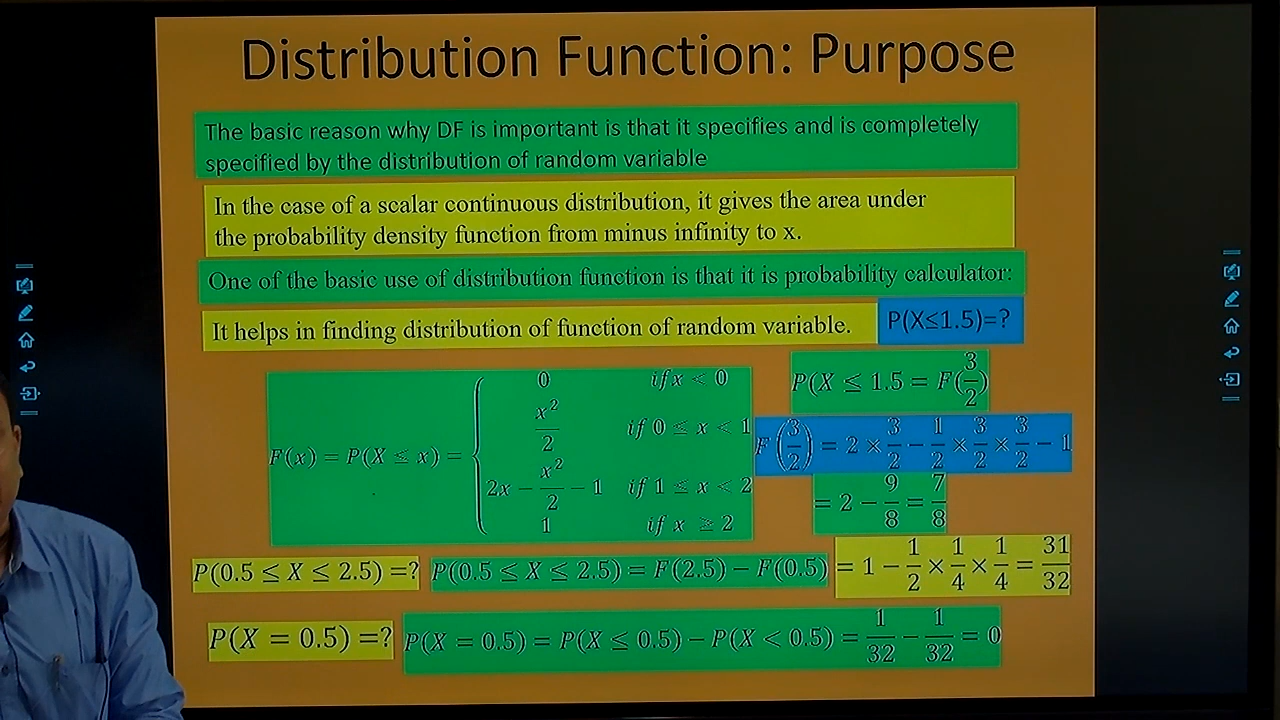 Distribution Function: Purpose
The basic reason why DF is important is that it specifies and is completely
specified by the distribution of random variable
In the case of a scalar continuous distribution, it gives the area under
the probability density function from minus infinity to x.
One of the basic use of distribution function is that it is probability calculator:
It helps in finding distribution of function of random variable.
P(X≤1.5)=?
F(x) = P(X ≤ x) = { 0 if x < 0
x²/2 if 0 ≤ x < 1
2x − x²/2 − 1 if 1 ≤ x < 2
1 if x ≥ 2
P(X ≤ 1.5 = F(3/2)
F(3/2) = 2 × 3/2 − 1/2 × 3/2 × 3/2 − 1
= 2 − 9/8 = 7/8
P(0.5 ≤ X ≤ 2.5) =? P(0.5 ≤ X ≤ 2.5) = F(2.5) − F(0.5) = 1 − 1/2 × 1/4 × 1/4 = 31/32
P(X = 0.5) =? P(X = 0.5) = P(X ≤ 0.5) − P(X < 0.5) = 1/32 − 1/32 = 0